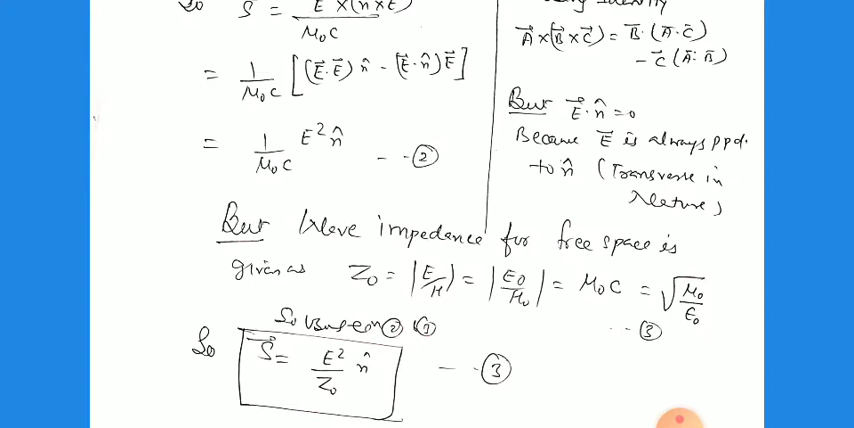 So S⃗ = E × (n × E) / μ₀c
= 1/μ₀c [(E⃗.E⃗) n̂ - (E⃗.n̂) E⃗]
= 1/μ₀c E² n̂ -- ②
Identity
A⃗ × (B⃗ × C⃗) = B⃗. (A⃗.C⃗)
- C⃗ (A⃗.B⃗)
But E⃗.n̂ = 0
Because E⃗ is always ppd.
to n̂ (Transverse in
Nature)
But Wave impedance for free space is
given as Z₀ = |E/H| = |E₀/H₀| = μ₀c = √(μ₀/ε₀)
-- ③
So eqn ②
So S⃗ = E²/Z₀ n̂ -- ③